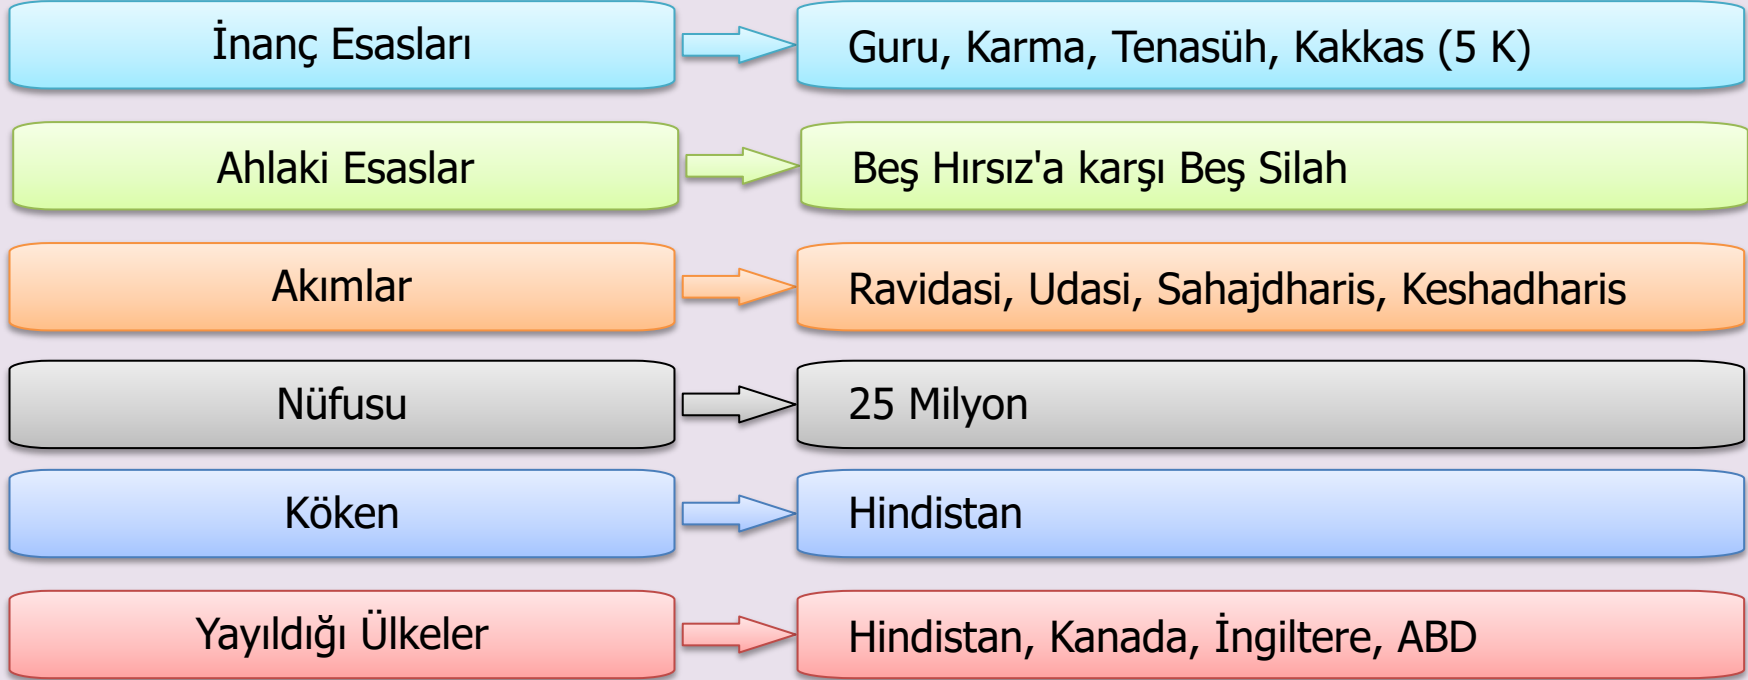 İnanç Esasları
Guru, Karma, Tenasüh, Kakkas (5 K)
Ahlaki Esaslar
Beş Hırsız'a karşı Beş Silah
Akımlar
Ravidasi, Udasi, Sahajdharis, Keshadharis
Nüfusu
25 Milyon
Köken
Hindistan
Yayıldığı Ülkeler
Hindistan, Kanada, İngiltere, ABD